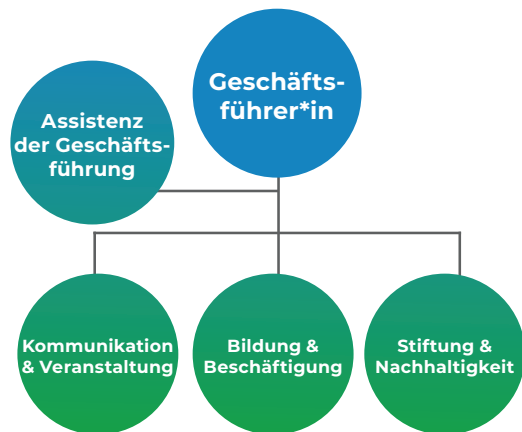 Geschäfts-
führer*in
Assistenz
der Geschäfts-
führung
Kommunikation
& Veranstaltung
Bildung &
Beschäftigung
Stiftung &
Nachhaltigkeit